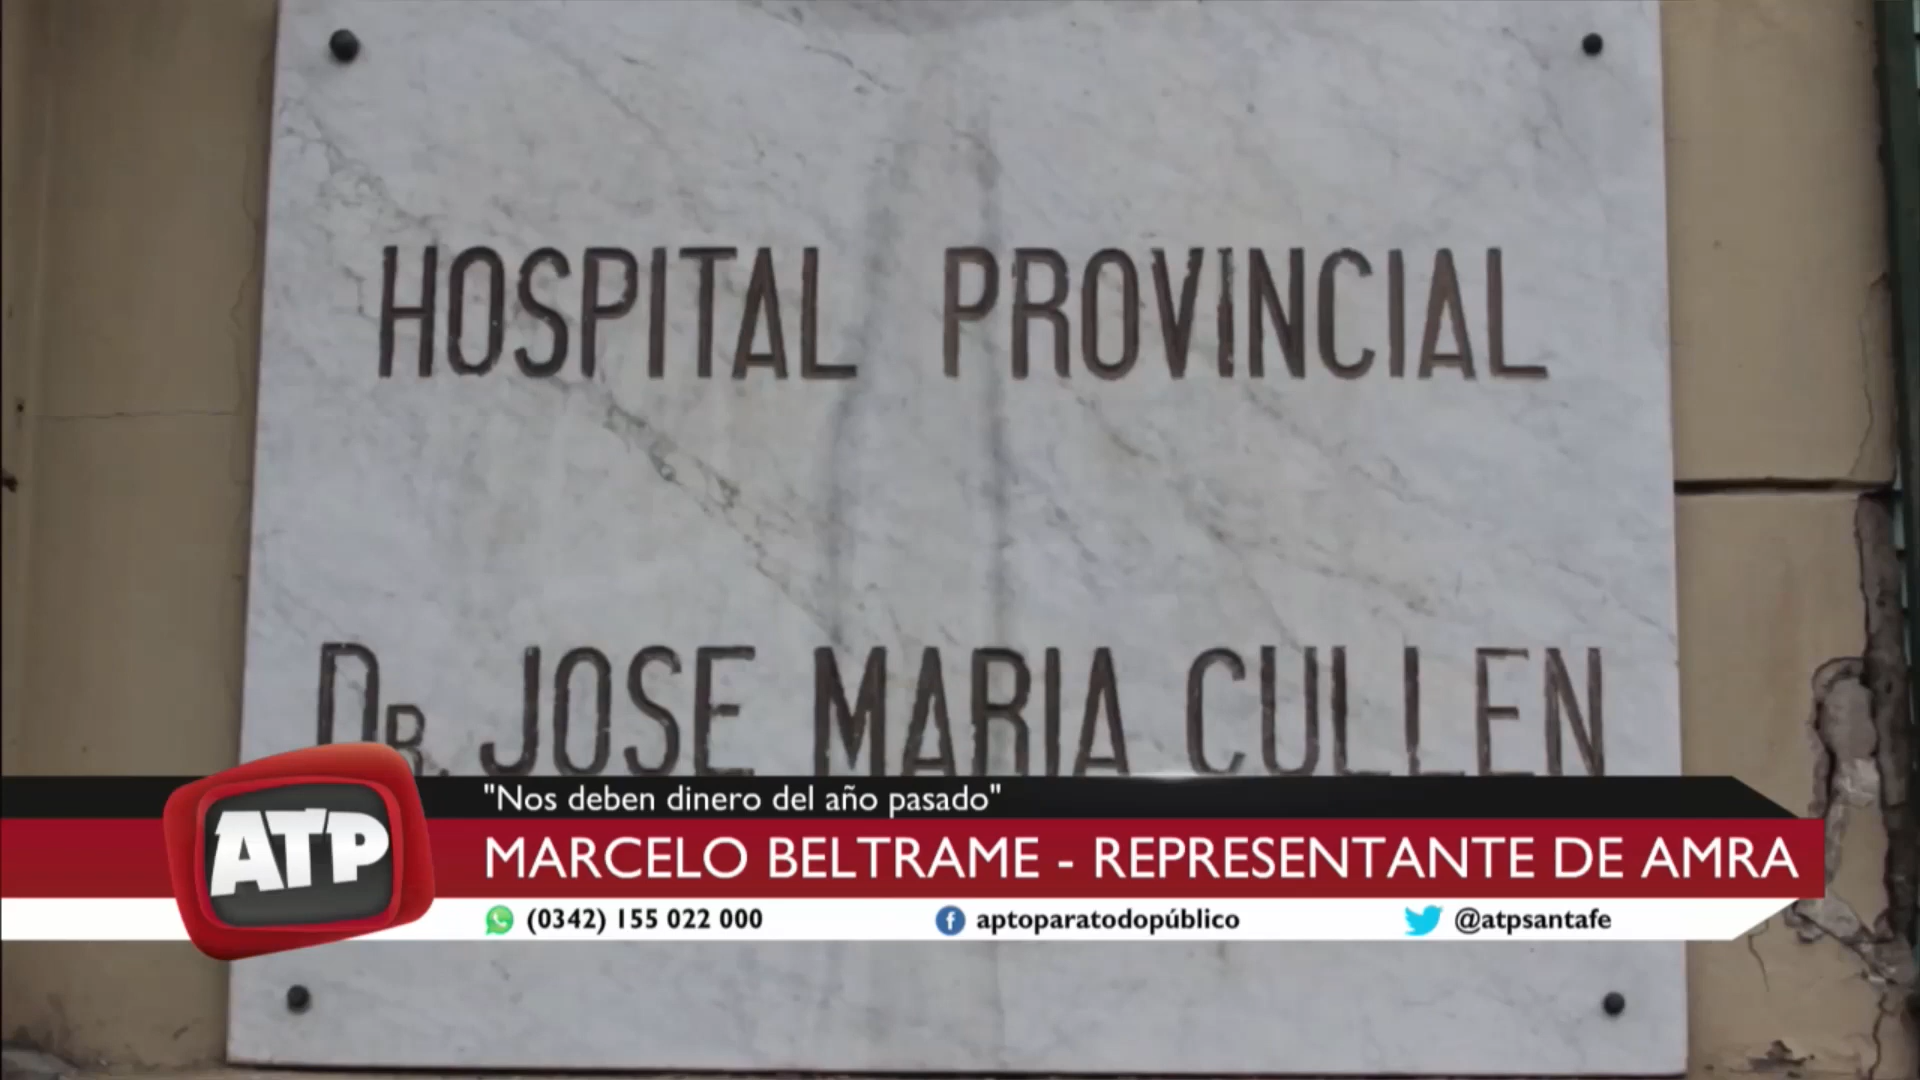 HOSPITAL PROVINCIAL
DR. JOSE MARIA CULLEN
"Nos deben dinero del año pasado"
ATP
MARCELO BELTRAME - REPRESENTANTE DE AMRA
(0342) 155 022 000 aptoparatodopúblico @atpsantafe